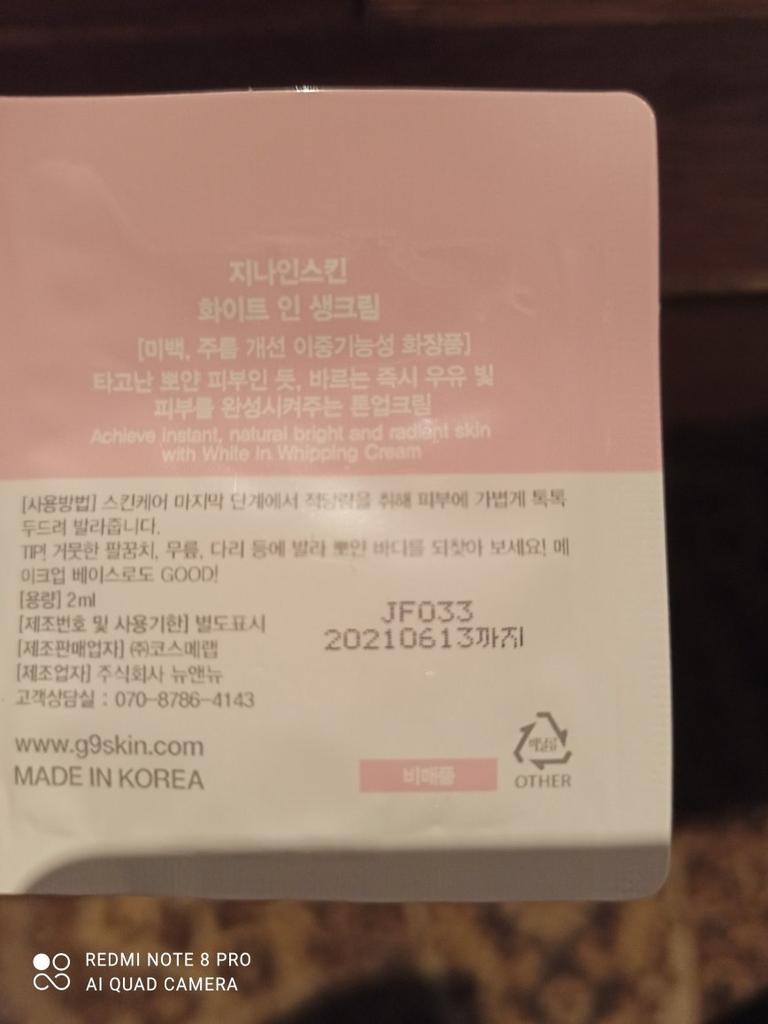 지나인스킨
화이트 인 생크림
[미백, 주름 개선 이중기능성 화장품]
타고난 뽀얀 피부인 듯, 바르는 즉시 우유 빛
피부를 완성시켜주는 톤업크림
Achieve instant, natural bright and radiant skin
with White In Whipping Cream
[사용방법] 스킨케어 마지막 단계에서 적당량을 취해 피부에 가볍게 톡톡
두드려 발라줍니다.
TIP! 거뭇한 팔꿈치, 무릎, 다리 등에 발라 뽀얀 바디를 되찾아 보세요! 메
이크업 베이스로도 GOOD!
[용량] 2ml
[제조번호 및 사용기한] 별도표시
[제조판매업자] ㈜코스메랩
[제조업자] 주식회사 뉴앤뉴
고객상담실 : 070-8786-4143
JF033
20210613까지
www.g9skin.com
MADE IN KOREA
비매품
OTHER
REDMI NOTE 8 PRO
AI QUAD CAMERA